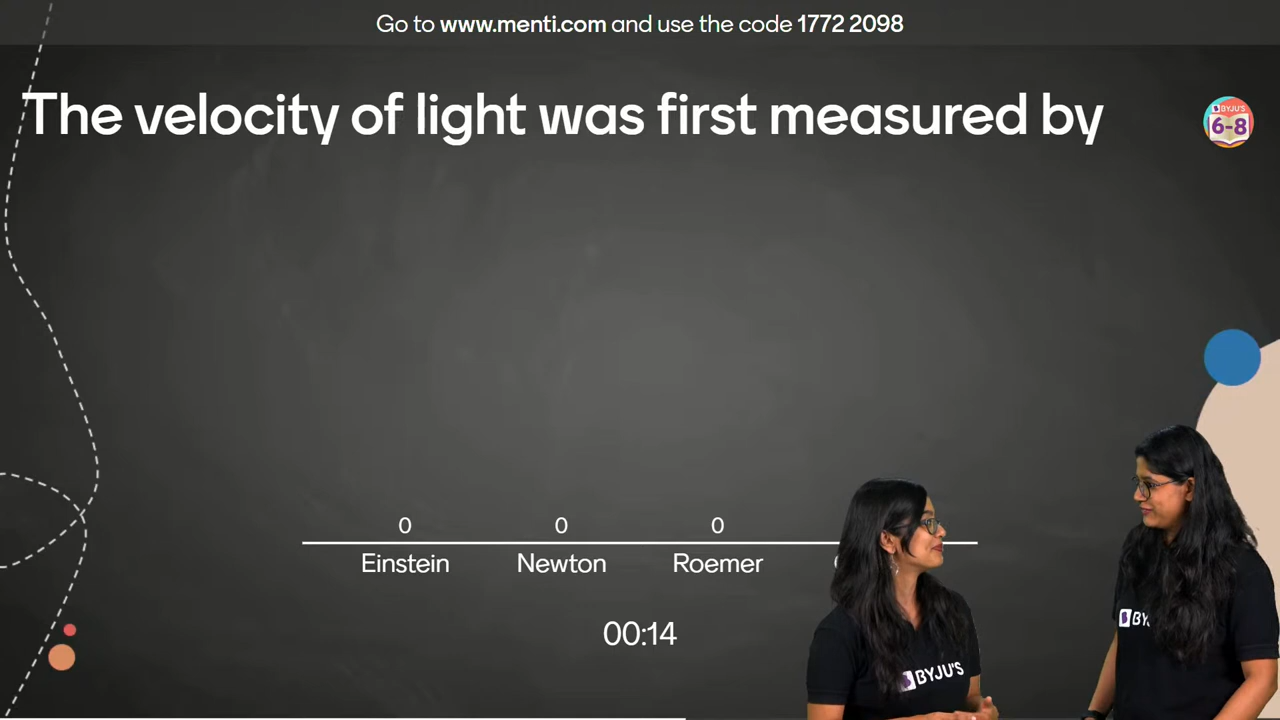 Go to www.menti.com and use the code 1772 2098
The velocity of light was first measured by
BYJU'S
6-8
0 0 0
Einstein Newton Roemer
00:14
BYJU'S